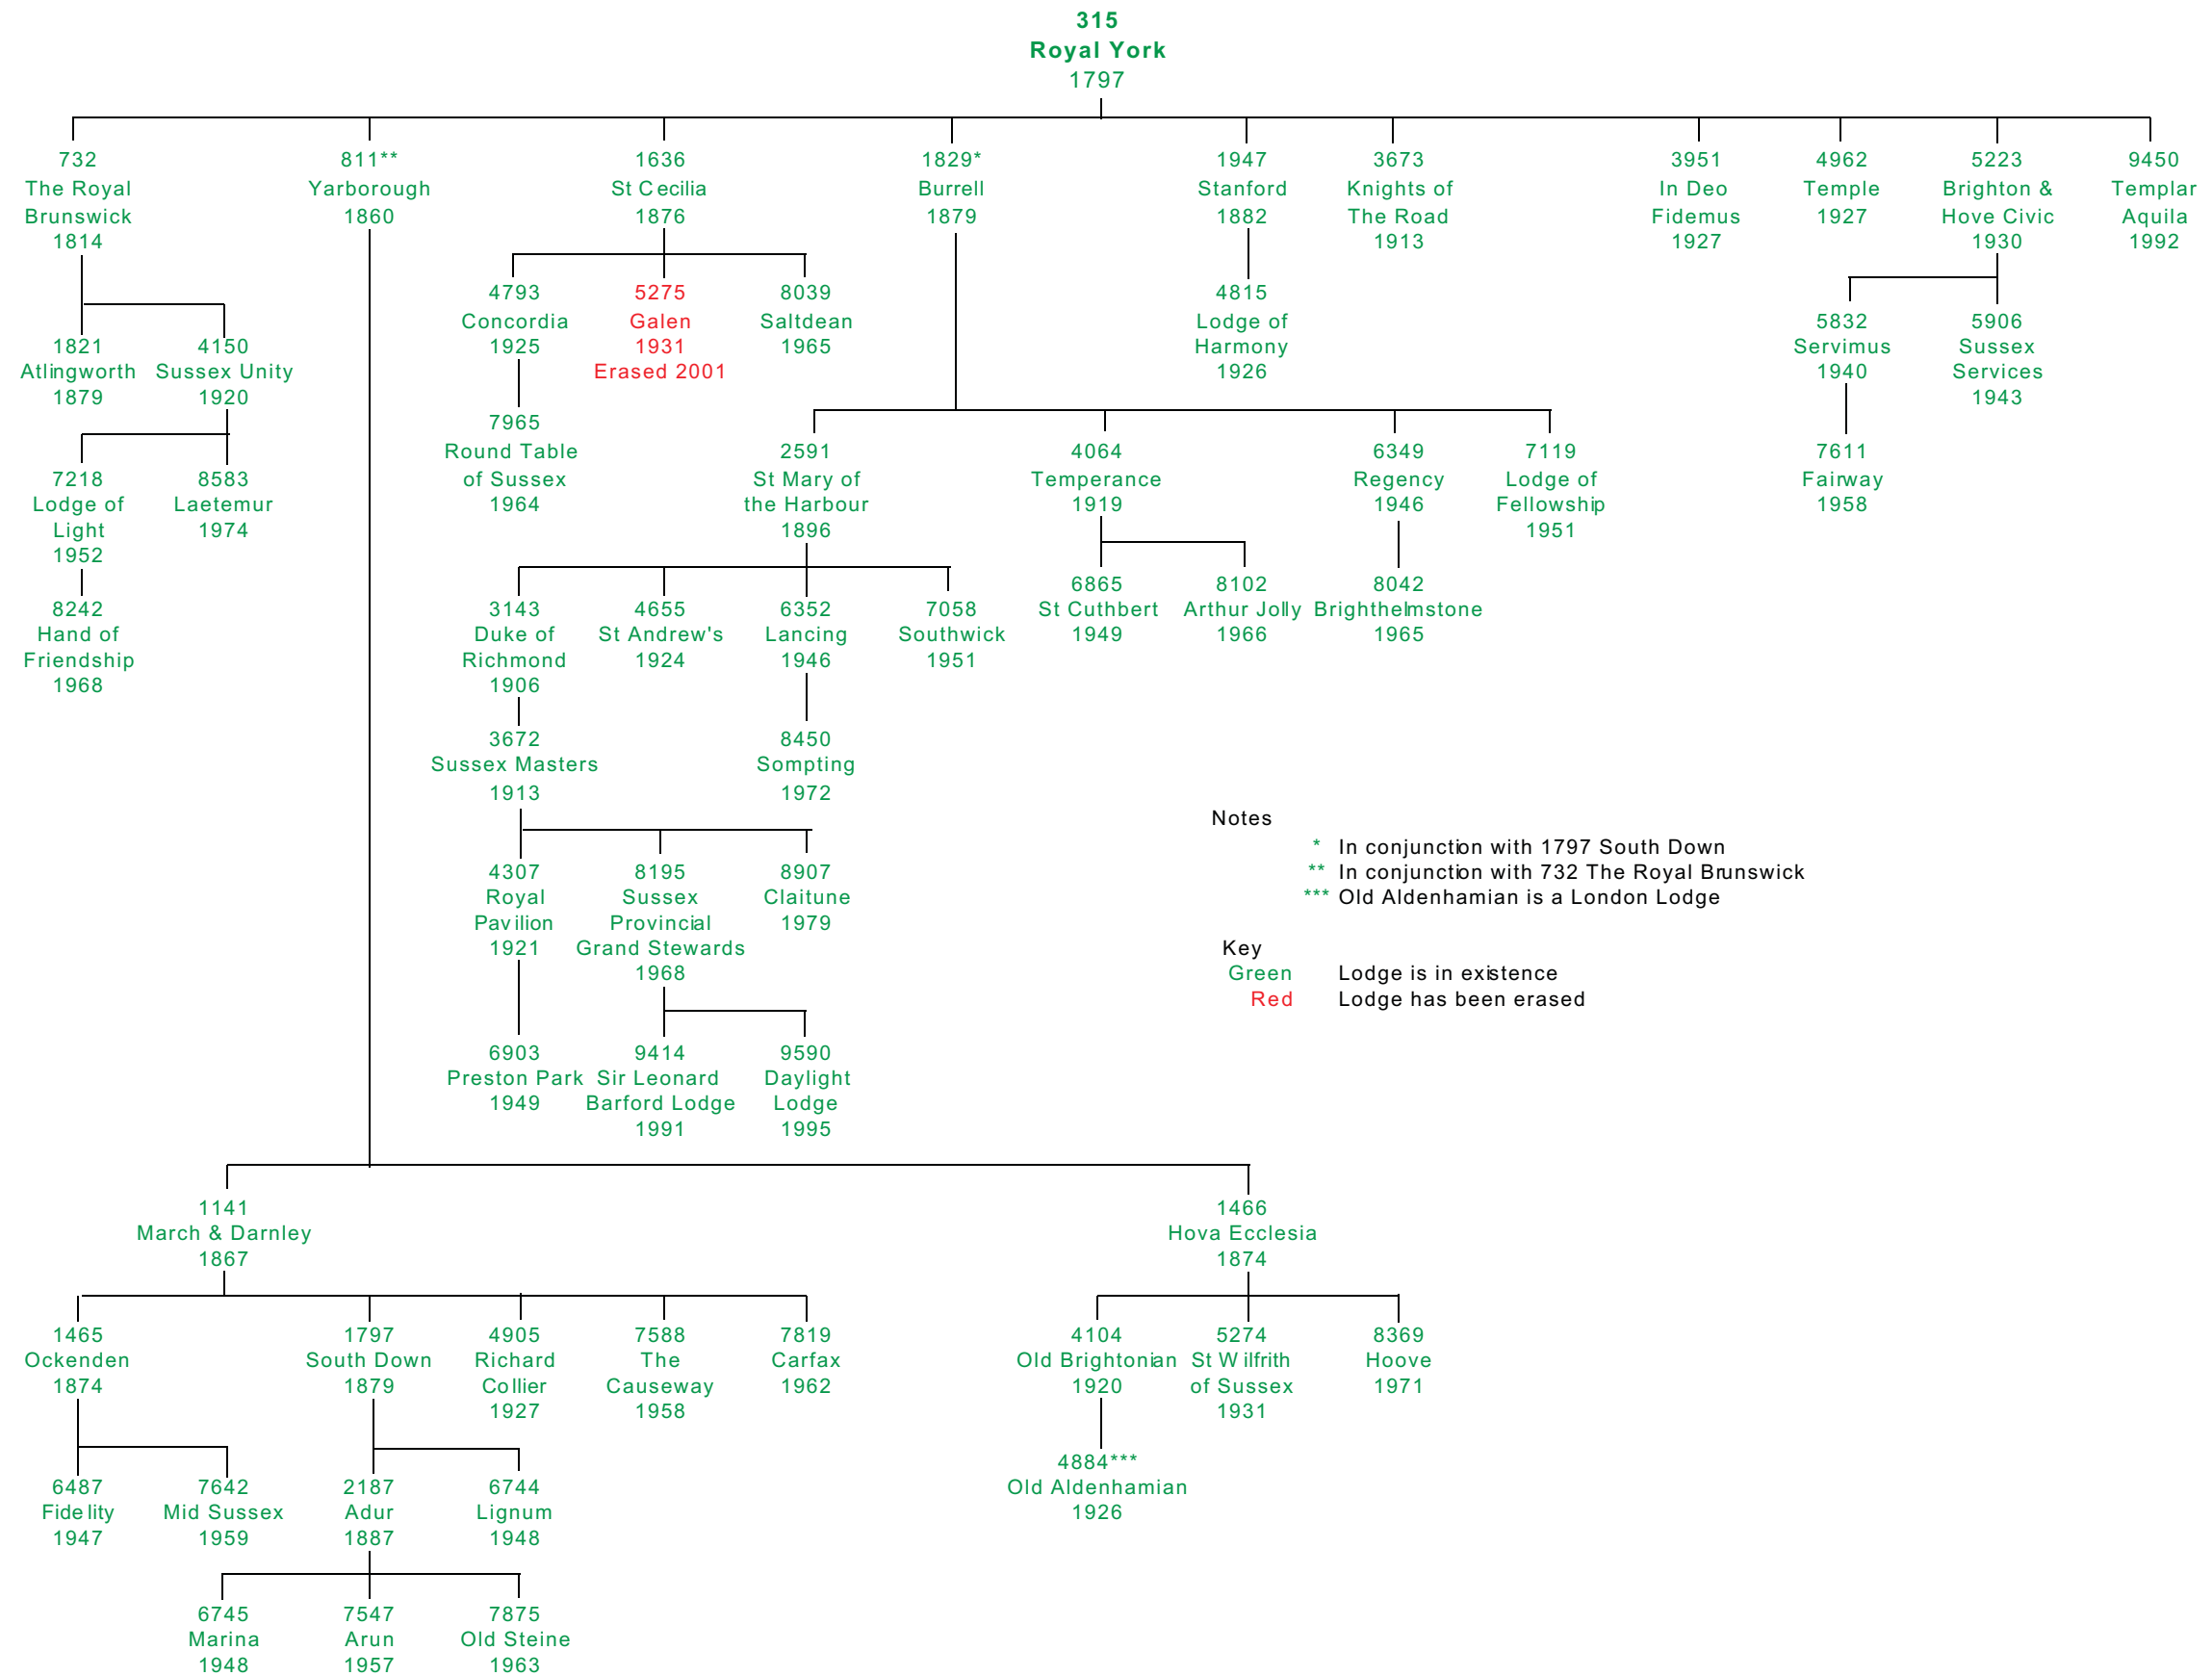 315
Royal York
1797
732
The Royal
Brunswick
1814
811**
Yarborough
1860
1636
St Cecilia
1876
1829*
Burrell
1879
1947
Stanford
1882
3673
Knights of
The Road
1913
3951
In Deo
Fidemus
1927
4962
Temple
1927
5223
Brighton &
Hove Civic
1930
9450
Templar
Aquila
1992
1821
Atlingworth
1879
4150
Sussex Unity
1920
7218
Lodge of
Light
1952
8583
Laetemur
1974
8242
Hand of
Friendship
1968
4793
Concordia
1925
5275
Galen
1931
Erased 2001
8039
Saltdean
1965
7965
Round Table
of Sussex
1964
4815
Lodge of
Harmony
1926
5832
Servimus
1940
5906
Sussex
Services
1943
7611
Fairway
1958
2591
St Mary of
the Harbour
1896
4064
Temperance
1919
6349
Regency
1946
7119
Lodge of
Fellowship
1951
3143
Duke of
Richmond
1906
4655
St Andrew's
1924
6352
Lancing
1946
7058
Southwick
1951
6865
St Cuthbert
1949
8102
Arthur Jolly
1966
8042
Brighthelmstone
1965
3672
Sussex Masters
1913
8450
Sompting
1972
4307
Royal
Pavilion
1921
8195
Sussex
Provincial
Grand Stewards
1968
8907
Claitune
1979
6903
Preston Park
1949
9414
Sir Leonard
Barford Lodge
1991
9590
Daylight
Lodge
1995
Notes
* In conjunction with 1797 South Down
** In conjunction with 732 The Royal Brunswick
*** Old Aldenhamian is a London Lodge
Key
Green Lodge is in existence
Red Lodge has been erased
1141
March & Darnley
1867
1466
Hova Ecclesia
1874
1465
Ockenden
1874
1797
South Down
1879
4905
Richard
Collier
1927
7588
The
Causeway
1958
7819
Carfax
1962
4104
Old Brightonian
1920
5274
St Wilfrith
of Sussex
1931
8369
Hoove
1971
6487
Fidelity
1947
7642
Mid Sussex
1959
2187
Adur
1887
6744
Lignum
1948
4884***
Old Aldenhamian
1926
6745
Marina
1948
7547
Arun
1957
7875
Old Steine
1963